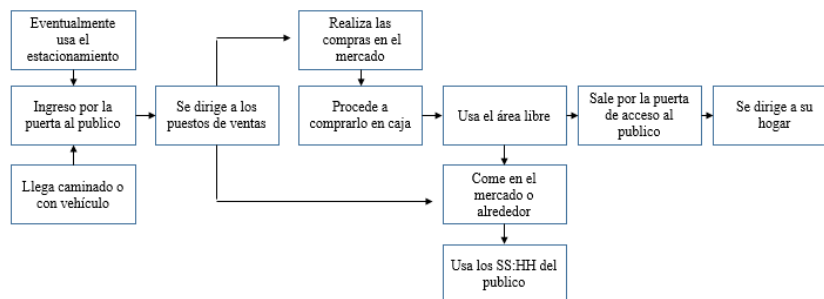 Eventualmente
usa el
estacionamiento
Realiza las
compras en el
mercado
Ingreso por la
puerta al publico
Se dirige a los
puestos de ventas
Procede a
comprarlo en caja
Usa el área libre
Sale por la puerta
de acceso al
publico
Se dirige a su
hogar
Llega caminado o
con vehículo
Come en el
mercado o
alrededor
Usa los SS:HH del
publico